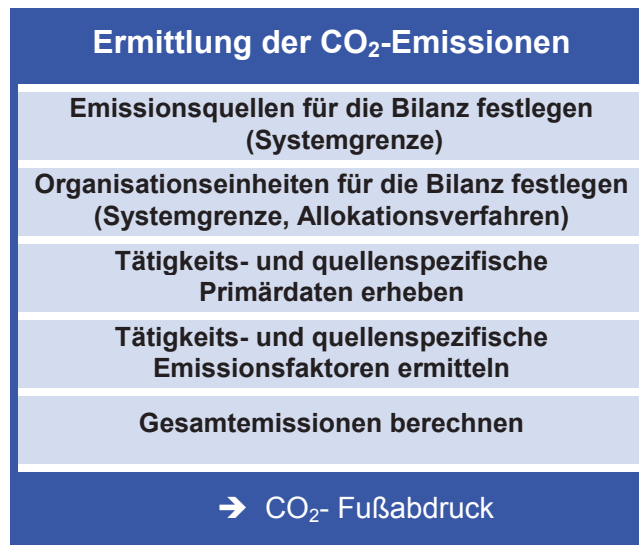 Ermittlung der CO₂-Emissionen
Emissionsquellen für die Bilanz festlegen
(Systemgrenze)
Organisationseinheiten für die Bilanz festlegen
(Systemgrenze, Allokationsverfahren)
Tätigkeits- und quellenspezifische
Primärdaten erheben
Tätigkeits- und quellenspezifische
Emissionsfaktoren ermitteln
Gesamtemissionen berechnen
➔ CO₂- Fußabdruck